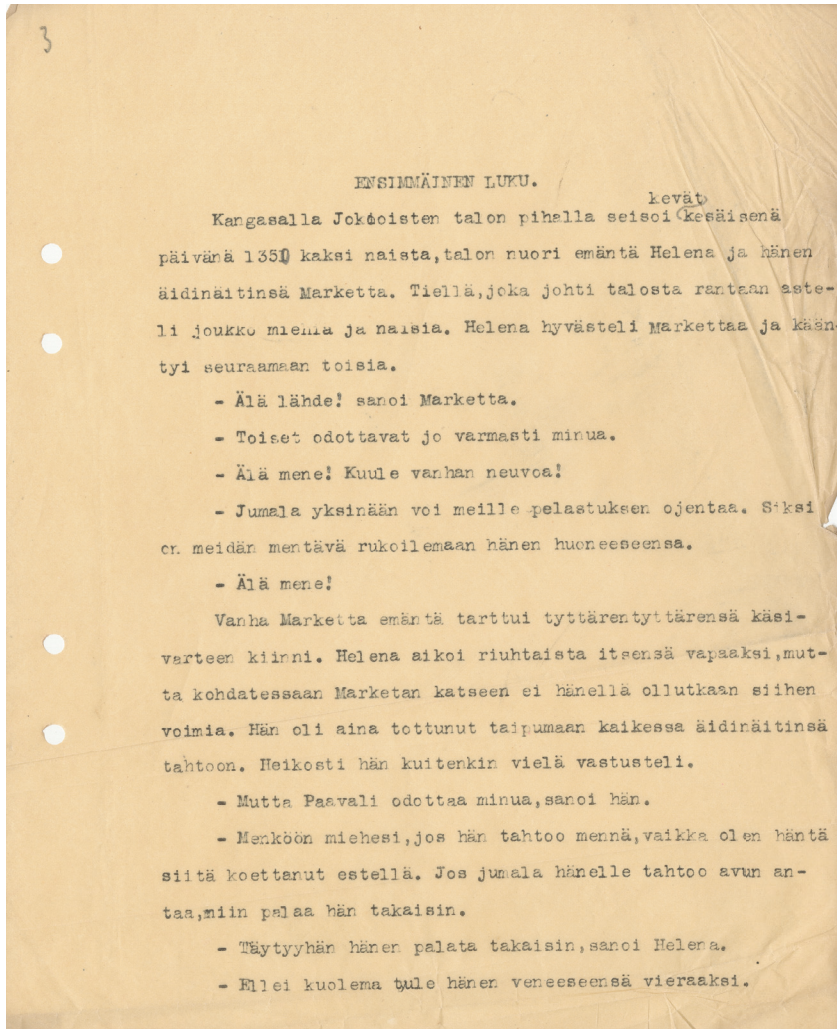 3
ENSIMMÄINEN LUKU.
kevät
Kangasalla Jokioisten talon pihalla seisoi kesäisenä
päivänä 1350 kaksi naista,talon nuori emäntä Helena ja hänen
äidinäitinsä Marketta. Tiellä,joka johti talosta rantaan aste-
li joukko miehiä ja naisia. Helena hyvästeli Markettaa ja kään
tyi seuraamaan toisia.
- Älä lähde! sanoi Marketta.
- Toiset odottavat jo varmasti minua.
- Älä mene! Kuule vanhan neuvoa!
- Jumala yksinään voi meille pelastuksen ojentaa. Siksi
on meidän mentävä rukoilemaan hänen huoneeseensa.
- Älä mene!
Vanha Marketta emäntä tarttui tyttärentyttärensä käsi-
varteen kiinni. Helena aikoi riuhtaista itsensä vapaaksi,mut-
ta kohdatessaan Marketan katseen ei hänellä ollutkaan siihen
voimia. Hän oli aina tottunut taipumaan kaikessa äidinäitinsä
tahtoon. Heikosti hän kuitenkin vielä vastusteli.
- Mutta Paavali odottaa minua,sanoi hän.
- Menköön miehesi,jos hän tahtoo mennä,vaikka olen häntä
siitä koettanut estellä. Jos jumala hänelle tahtoo avun an-
taa,niin palaa hän takaisin.
- Täytyyhän hänen palata takaisin,sanoi Helena.
- Ellei kuolema tule hänen veneeseensä vieraaksi.